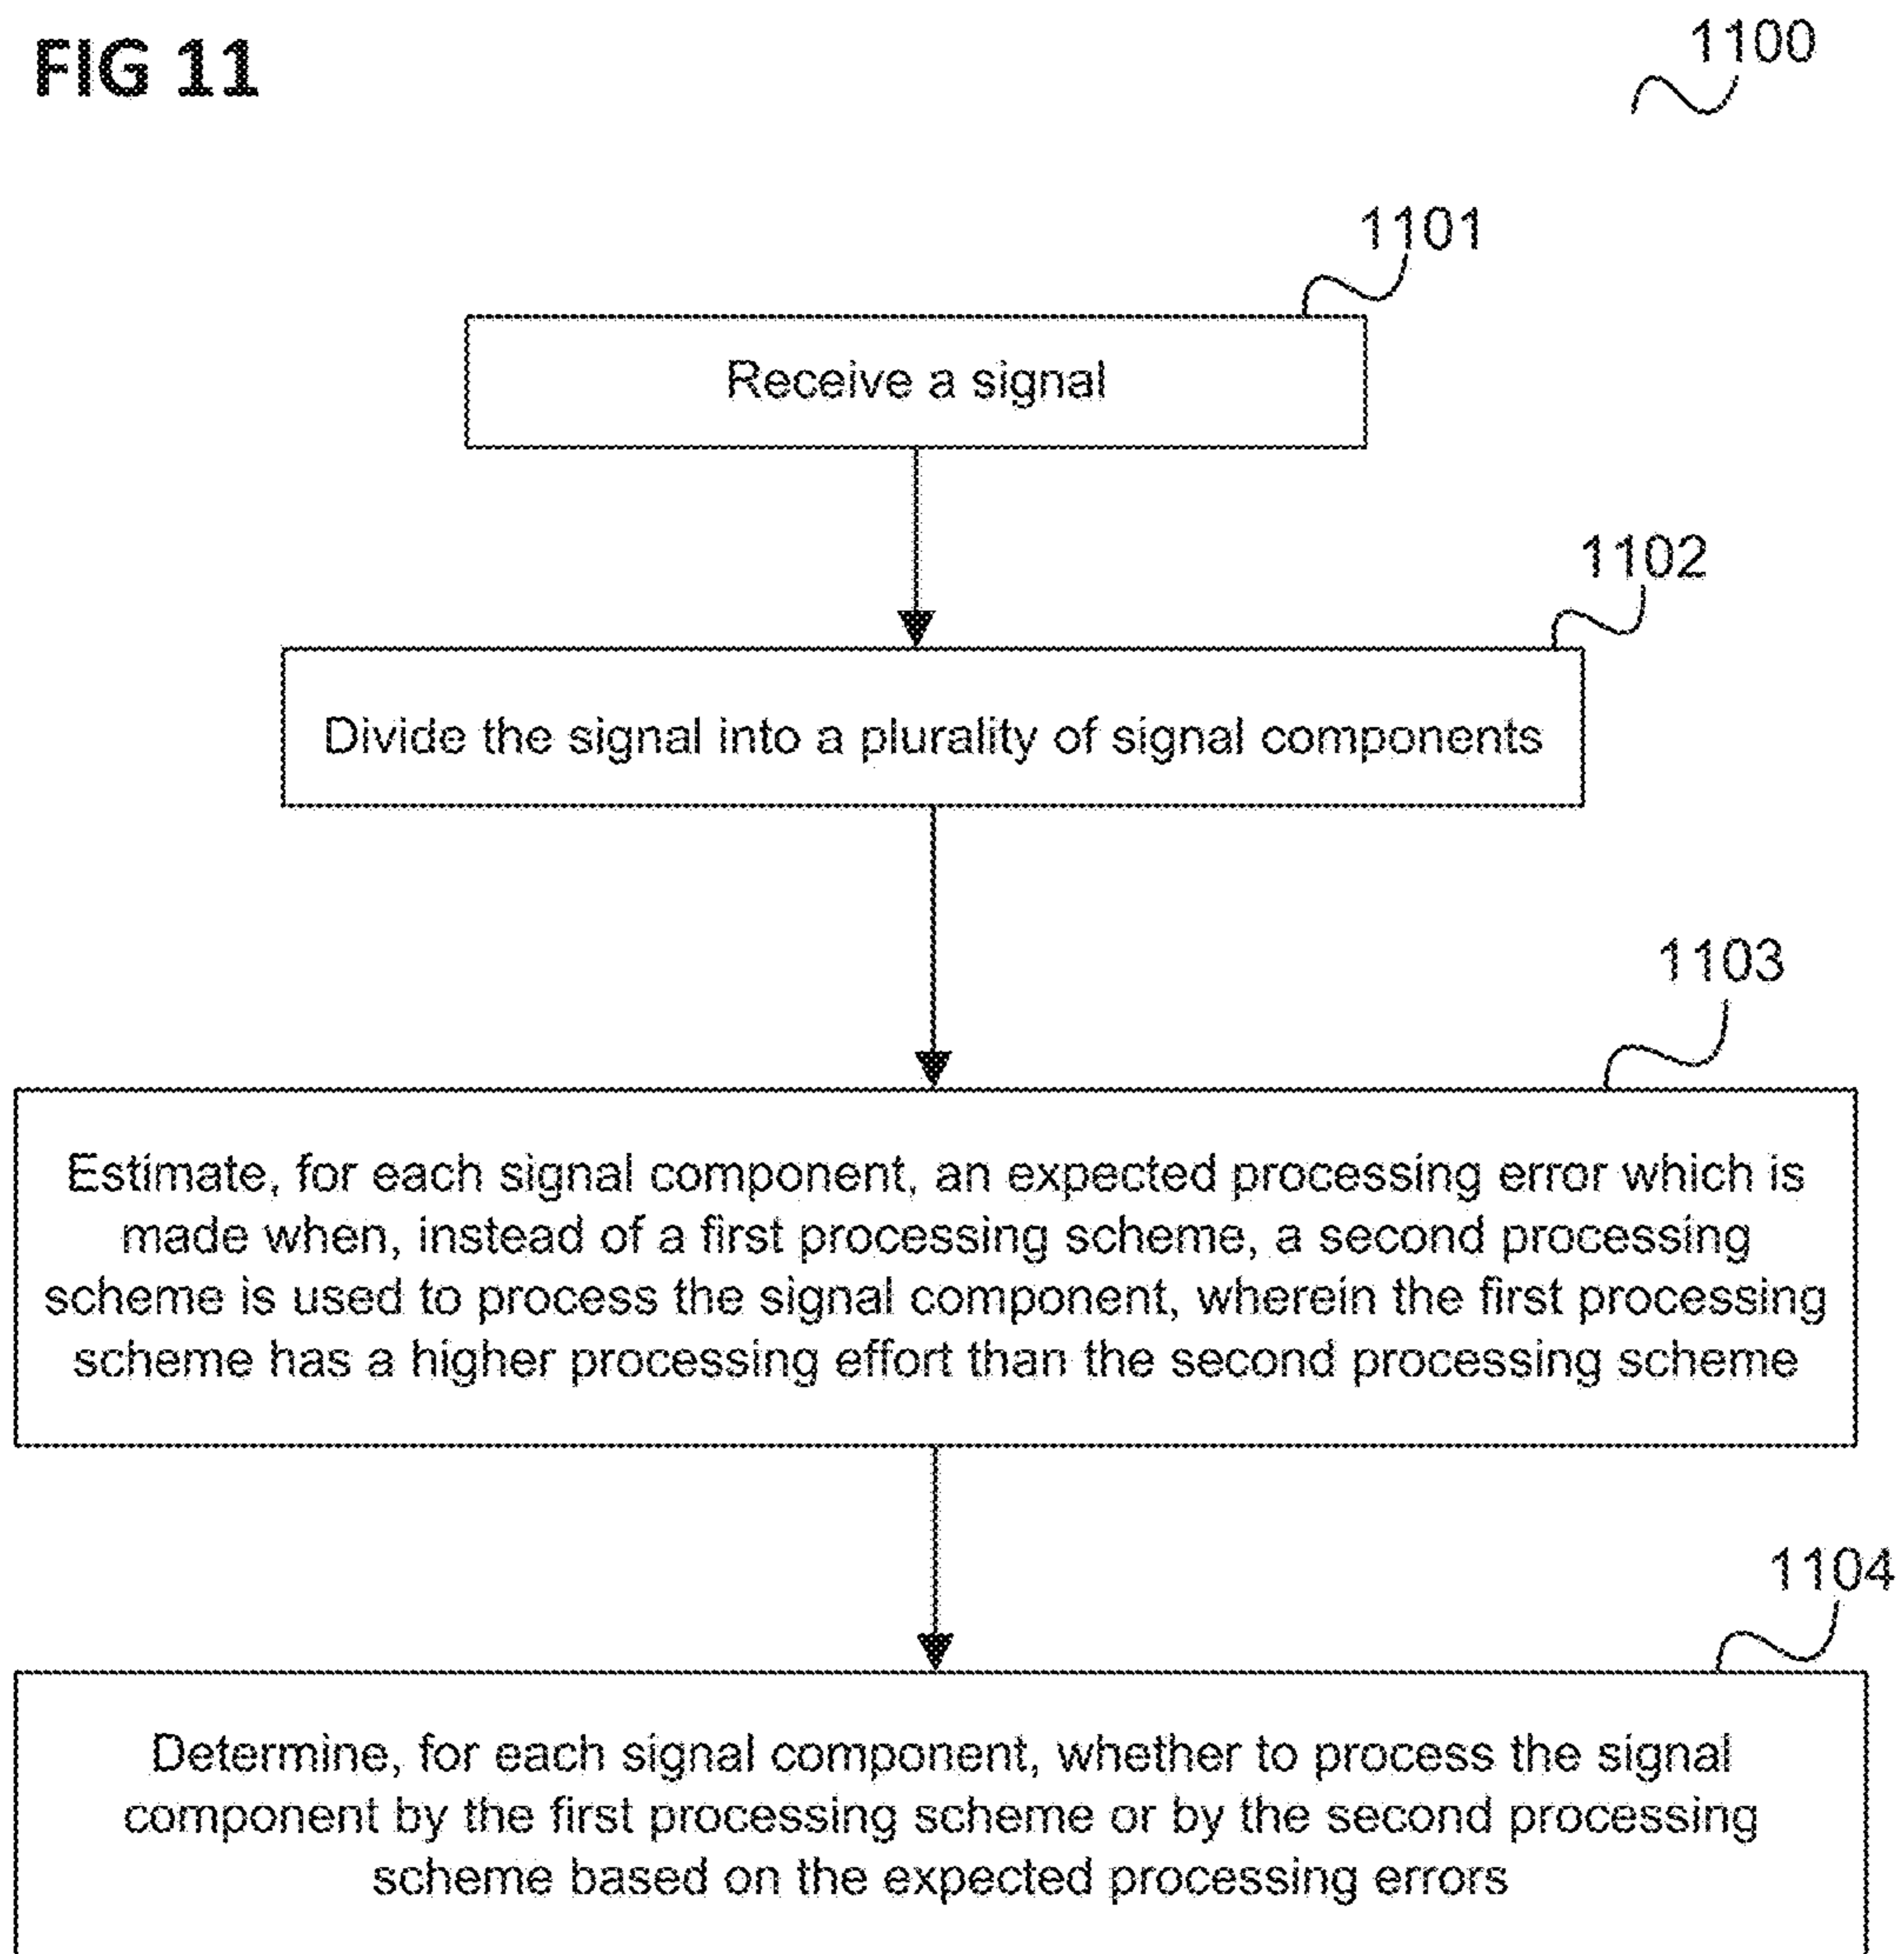 FIG 11
1100
1101
Receive a signal
1102
Divide the signal into a plurality of signal components
1103
Estimate, for each signal component, an expected processing error which is
made when, instead of a first processing scheme, a second processing
scheme is used to process the signal component, wherein the first processing
scheme has a higher processing effort than the second processing scheme
1104
Determine, for each signal component, whether to process the signal
component by the first processing scheme or by the second processing
scheme based on the expected processing errors